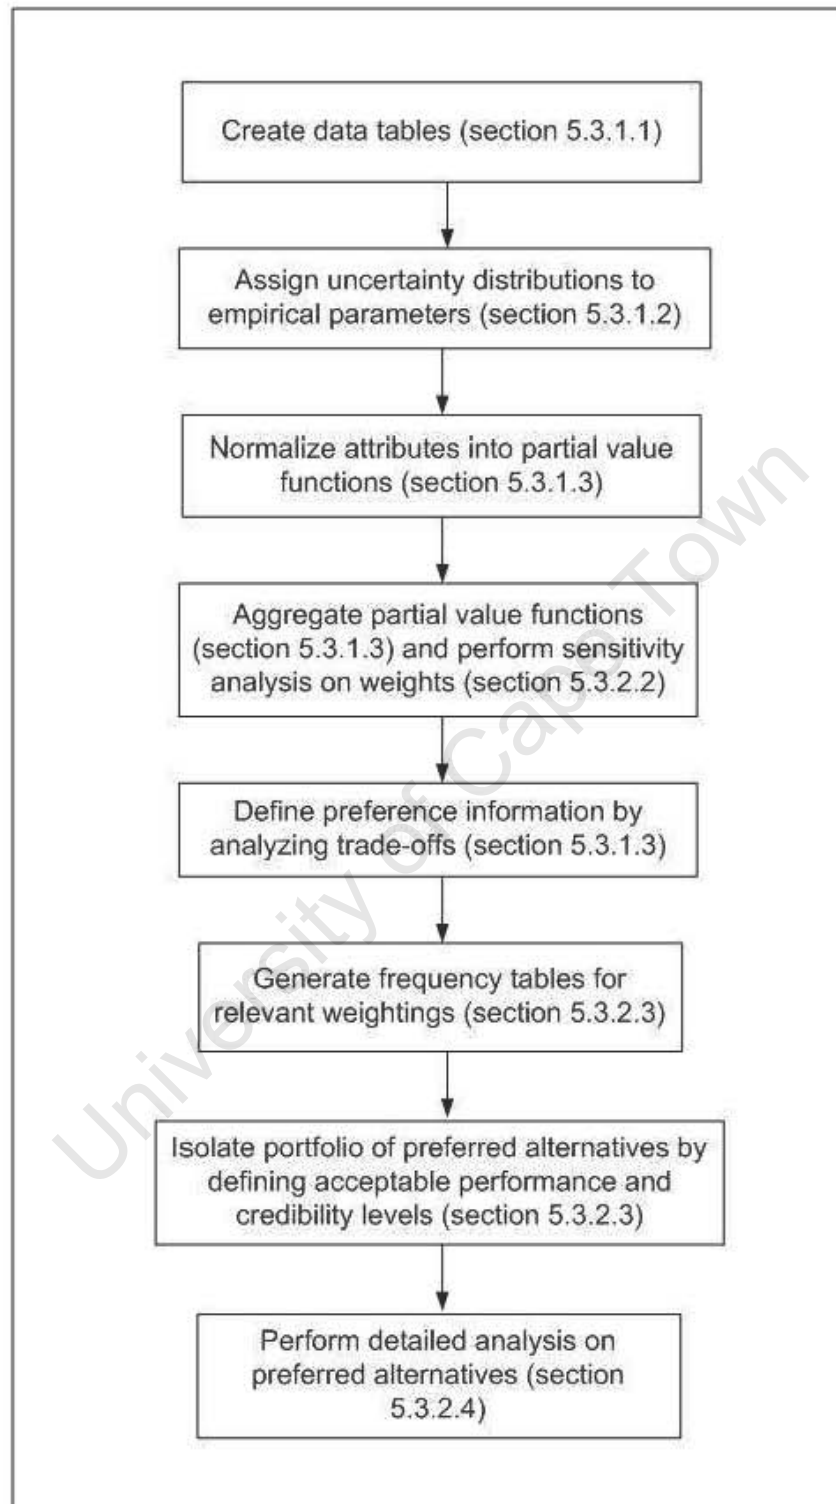 Create data tables (section 5.3.1.1)
Assign uncertainty distributions to
empirical parameters (section 5.3.1.2)
Normalize attributes into partial value
functions (section 5.3.1.3)
Aggregate partial value functions
(section 5.3.1.3) and perform sensitivity
analysis on weights (section 5.3.2.2)
Define preference information by
analyzing trade-offs (section 5.3.1.3)
Generate frequency tables for
relevant weightings (section 5.3.2.3)
Isolate portfolio of preferred alternatives by
defining acceptable performance and
credibility levels (section 5.3.2.3)
Perform detailed analysis on
preferred alternatives (section
5.3.2.4)
University of Cape Town